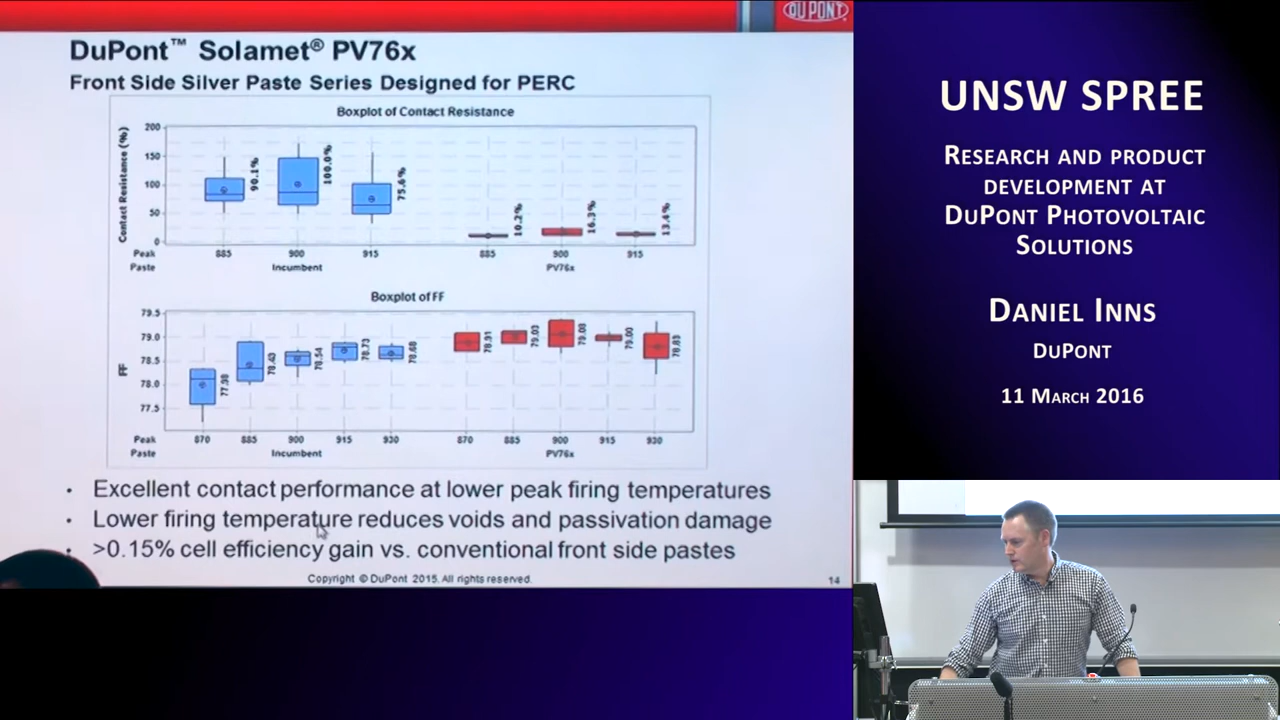 DUPONT
DuPont™ Solamet® PV76x
Front Side Silver Paste Series Designed for PERC
Boxplot of Contact Resistance
Contact Resistance (%)
200
150
100
50
0
90.1%
100.0%
75.6%
10.2%
16.3%
13.4%
Peak 885 900 915 885 900 915
Paste Incumbent PV76x
Boxplot of FF
FF
79.5
79.0
78.5
78.0
77.5
77.98
78.43
78.54
78.73
78.68
78.91
79.03
79.00
78.83
Peak 870 885 900 915 930 870 885 900 915 930
Paste Incumbent PV76x
• Excellent contact performance at lower peak firing temperatures
• Lower firing temperature reduces voids and passivation damage
• >0.15% cell efficiency gain vs. conventional front side pastes
Copyright © DuPont 2015. All rights reserved.
14
UNSW SPREE
Research and product
development at
DuPont Photovoltaic
Solutions
Daniel Inns
DuPont
11 March 2016